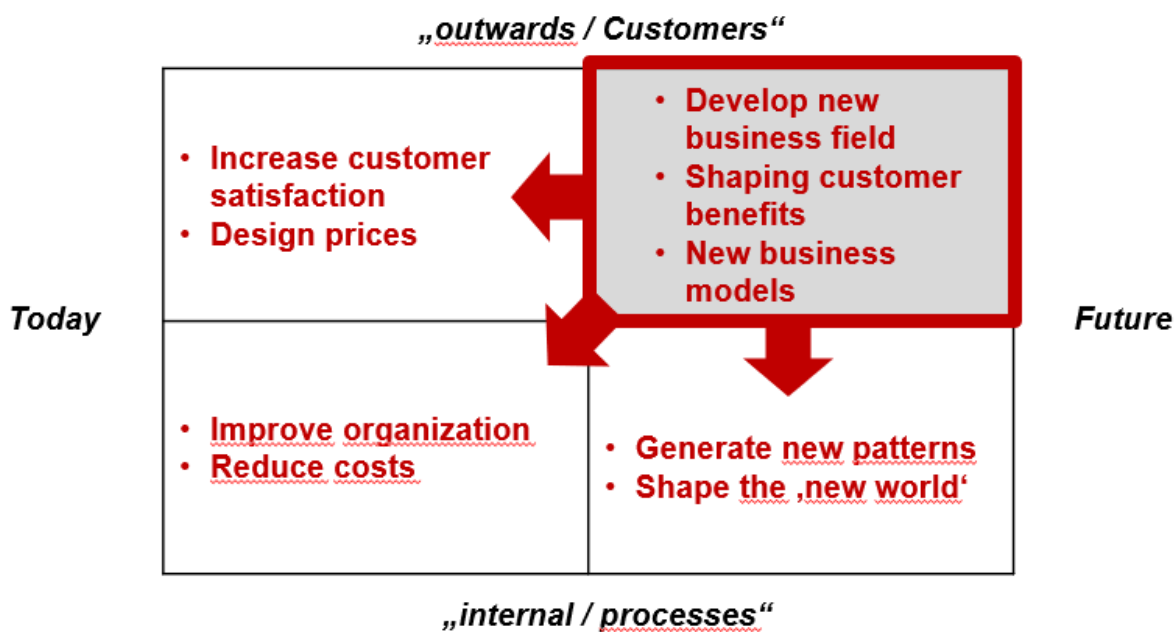 „outwards / Customers“
• Increase customer
satisfaction
• Design prices
• Develop new
business field
• Shaping customer
benefits
• New business
models
Today
Future
• Improve organization
• Reduce costs
• Generate new patterns
• Shape the ‚new world‘
„internal / processes“